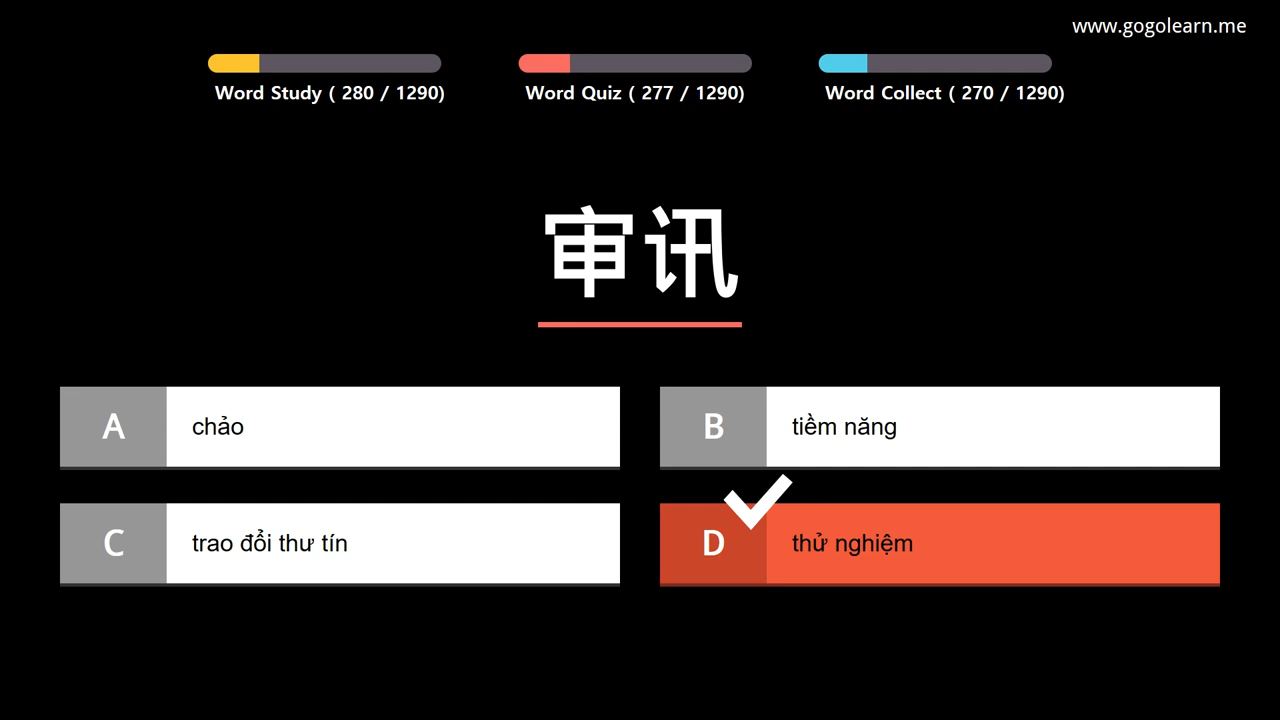 www.gogolearn.me
Word Study ( 280 / 1290)
Word Quiz ( 277 / 1290)
Word Collect ( 270 / 1290)
审讯
A chảo
B tiềm năng
C trao đổi thư tín
D thử nghiệm